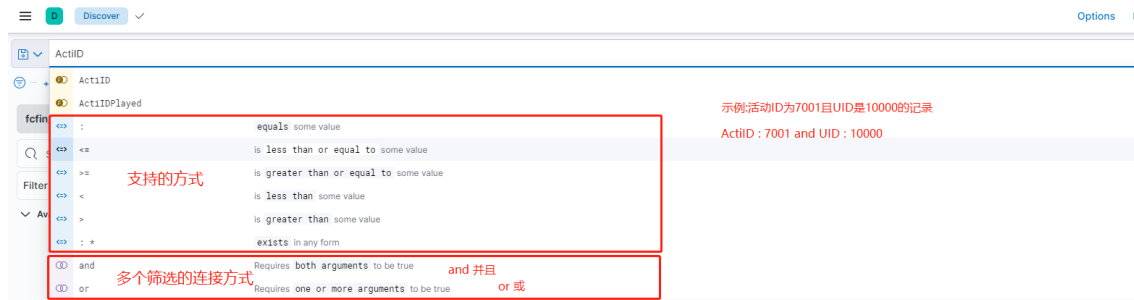 D Discover
Options
ActiID
ActiID
ActiIDPlayed
示例:活动ID为7001且UID是10000的记录
ActiID : 7001 and UID : 10000
fcfin
: equals some value
<= is less than or equal to some value
>= is greater than or equal to some value
支持的方式
Filter
< is less than some value
> is greater than some value
Av
: * exists in any form
and Requires both arguments to be true
多个筛选的连接方式
and 并且
or Requires one or more arguments to be true
or 或